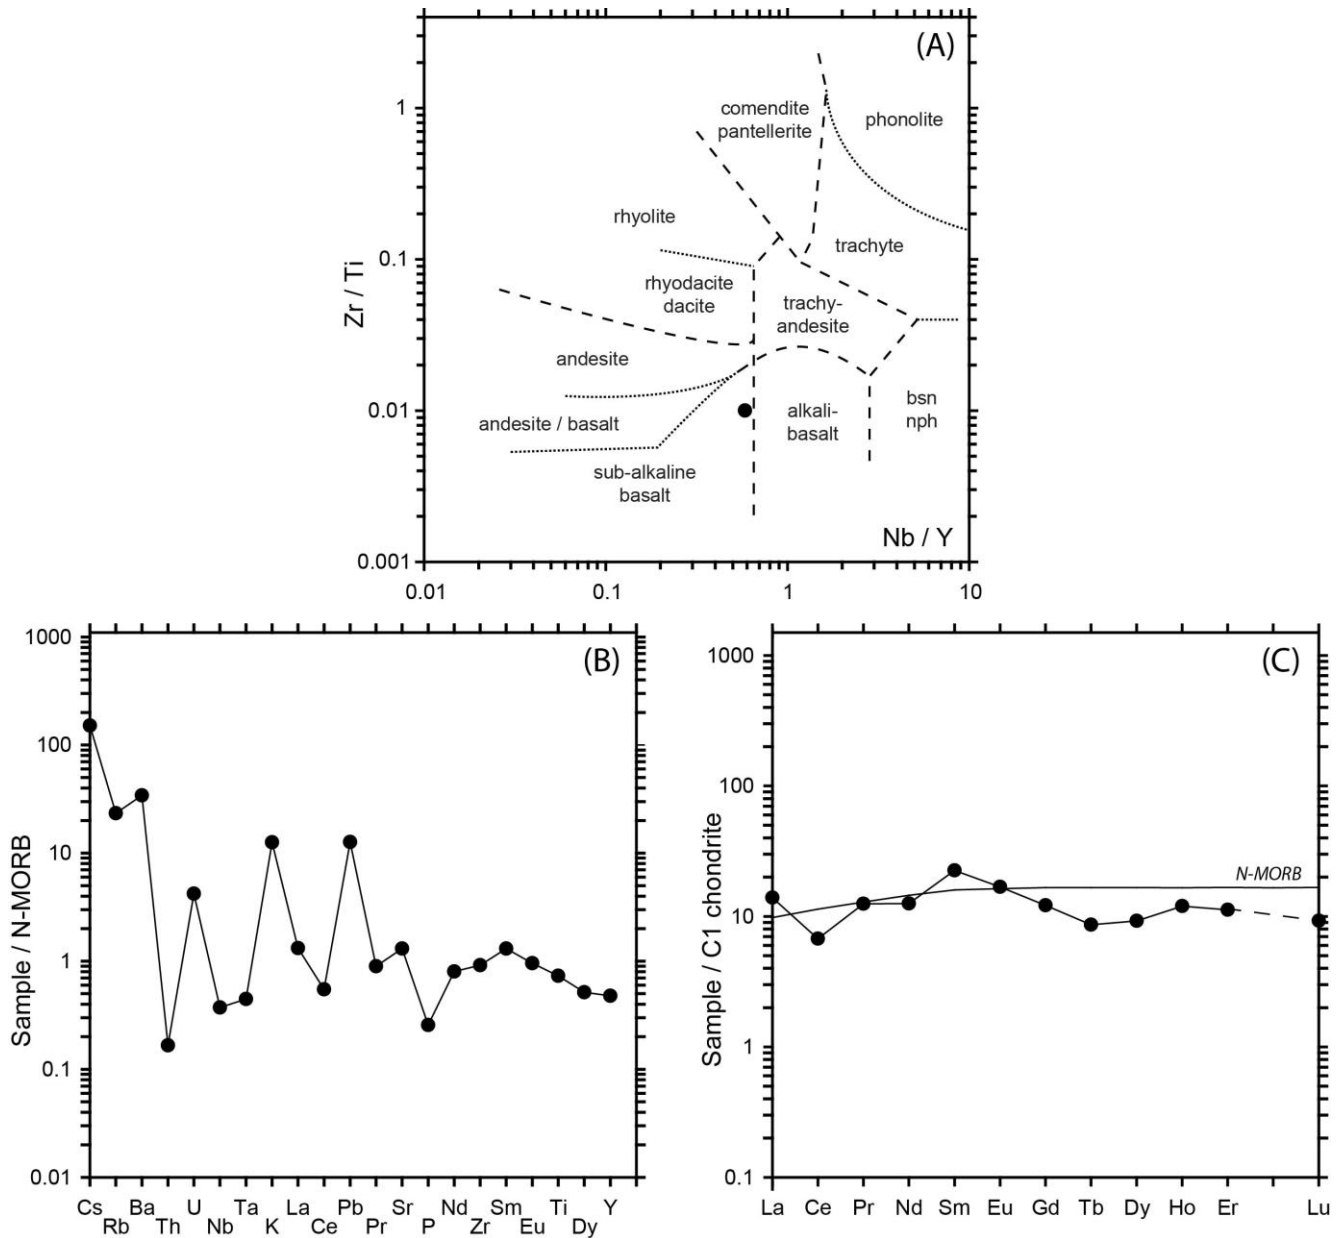 (A)
comendite
pantellerite
phonolite
1
rhyolite
trachyte
0.1
Zr / Ti
rhyodacite
dacite
trachy-
andesite
andesite
0.01
andesite / basalt
alkali-
basalt
bsn
nph
sub-alkaline
basalt
Nb / Y
0.001
0.01
0.1
1
10
(B)
1000
100
10
1
0.1
0.01
Sample / N-MORB
Cs Ba U Ta La Pb Sr Nd Sm Ti Y
Rb Th Nb K Ce Pr P Zr Eu Dy
(C)
1000
100
10
1
0.1
Sample / C1 chondrite
N-MORB
La Ce Pr Nd Sm Eu Gd Tb Dy Ho Er Lu